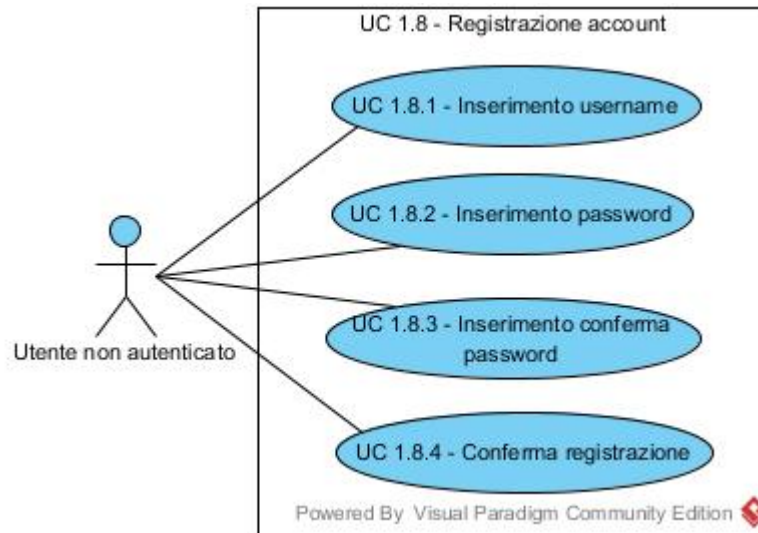 UC 1.8 - Registrazione account
UC 1.8.1 - Inserimento username
UC 1.8.2 - Inserimento password
Utente non autenticato
UC 1.8.3 - Inserimento conferma
password
UC 1.8.4 - Conferma registrazione
Powered By Visual Paradigm Community Edition